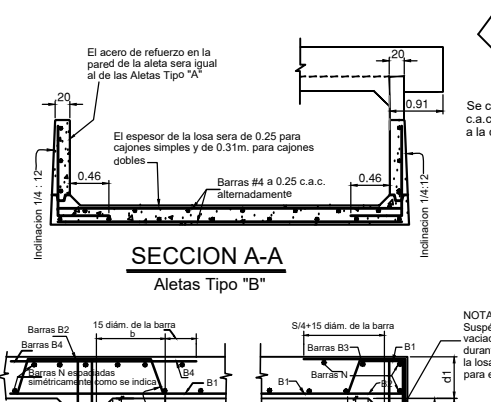 El acero de refuerzo en la
pared de la aleta sera igual
al de las Aletas Tipo "A"
20
20
0.91
Se c
c.a.c
a la
El espesor de la losa sera de 0.25 para
cajones simples y de 0.31m. para cajones
dobles
0.46
0.46
Barras #4 a 0.25 c.a.c.
alternadamente
Inclinacion 1/4 : 12
Inclinacion 1/4:12
SECCION A-A
Aletas Tipo "B"
Barras B2
15 diám. de la barra
b
Barras B4
Barras N espaciadas
simétricamente como se indica
B4
B1
S/4+15 diám. de la barra
Barras B3
B1
Barras N
B1
B2
d1
NOTA
Suspé
vaciad
duran
la losa
para e